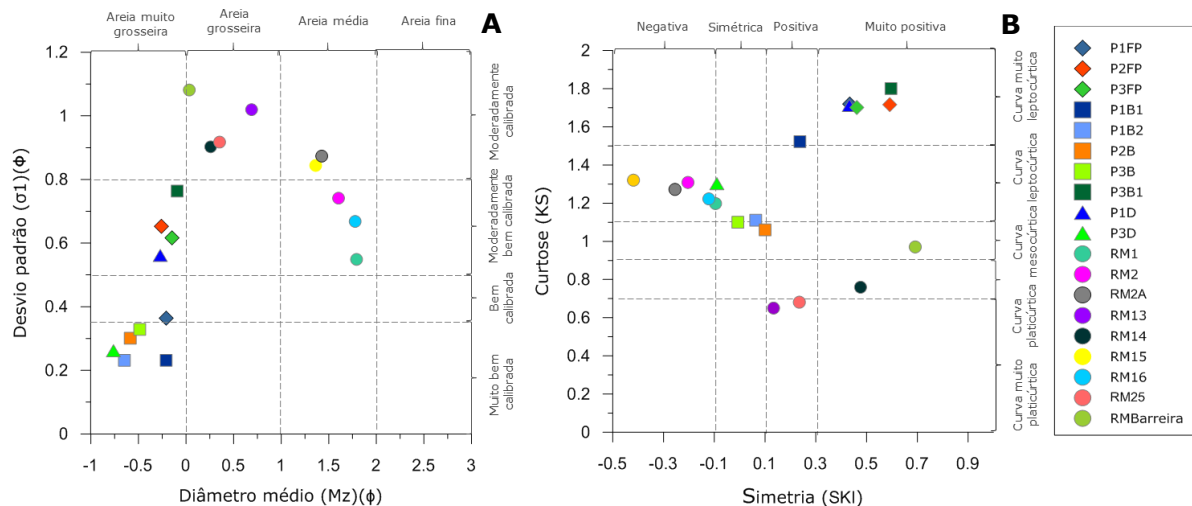 Areia muito
grosseira
Areia
grosseira
Areia média
Areia fina
A
Desvio padrão (σ1)(ϕ)
1.2
1
0.8
0.6
0.4
0.2
0
-1
-0.5
0
0.5
1
1.5
2
2.5
3
Diâmetro médio (Mz)(ϕ)
Moderadamente
calibrada
Moderadamente
bem calibrada
Bem
calibrada
Muito bem
calibrada
Negativa
Simétrica
Positiva
Muito positiva
B
Curtose (KS)
2
1.8
1.6
1.4
1.2
1
0.8
0.6
0.4
0.2
0
-0.5
-0.3
-0.1
0.1
0.3
0.5
0.7
0.9
Simetria (SKI)
Curva muito
leptocúrtica
Curva
leptocúrtica
Curva
mesocúrtica
Curva
platicúrtica
Curva muito
platicúrtica
P1FP
P2FP
P3FP
P1B1
P1B2
P2B
P3B
P3B1
P1D
P3D
RM1
RM2
RM2A
RM13
RM14
RM15
RM16
RM25
RMBarreira